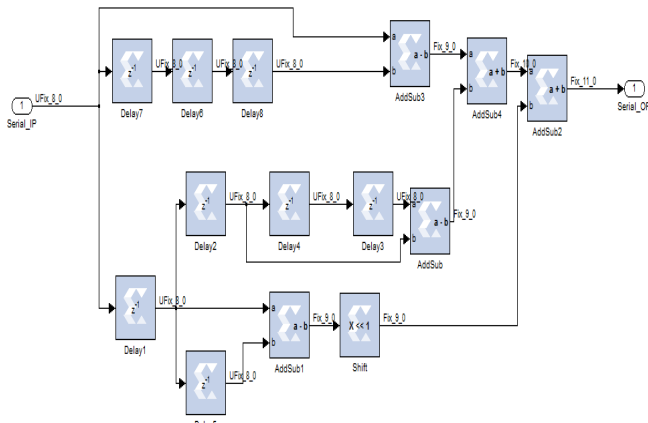 a
Fix_9_0
UFix_8_0
UFix_8_0
UFix_8_0
a - b
Fix_10_0
a
Fix_11_0
z-1
z-1
z-1
b
a + b
a + b
1
UFix_8_0
b
b
1
Delay7
Delay6
Delay8
AddSub3
AddSub4
AddSub2
Serial_IP
UFix_8_0
UFix_8_0
UFix_8_0
a
Fix_9_0
z-1
z-1
z-1
a - b
b
Delay2
Delay4
Delay3
AddSub
UFix_8_0
a
Fix_9_0
Fix_9_0
z-1
a - b
X << 1
b
Delay1
UFix_8_0
AddSub1
Shift
z-1